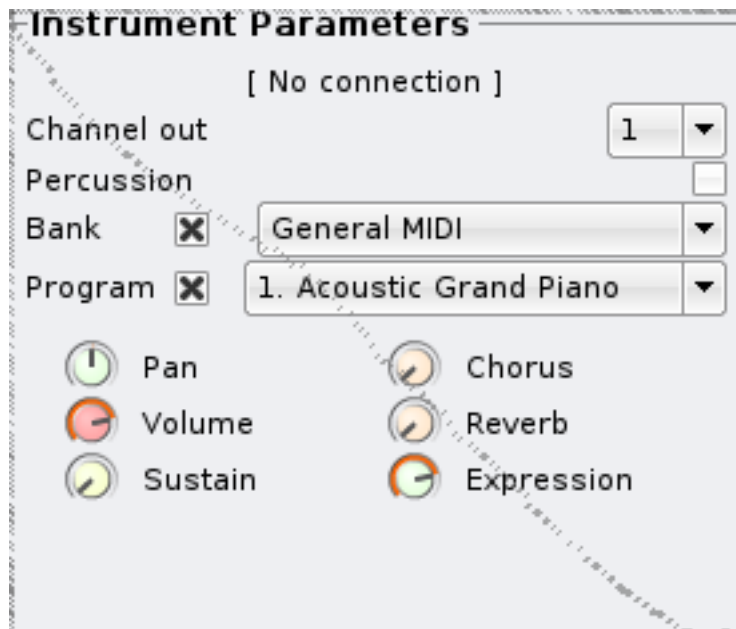 Instrument Parameters
[ No connection ]
Channel out 1
Percussion
Bank General MIDI
Program 1. Acoustic Grand Piano
Pan Chorus
Volume Reverb
Sustain Expression